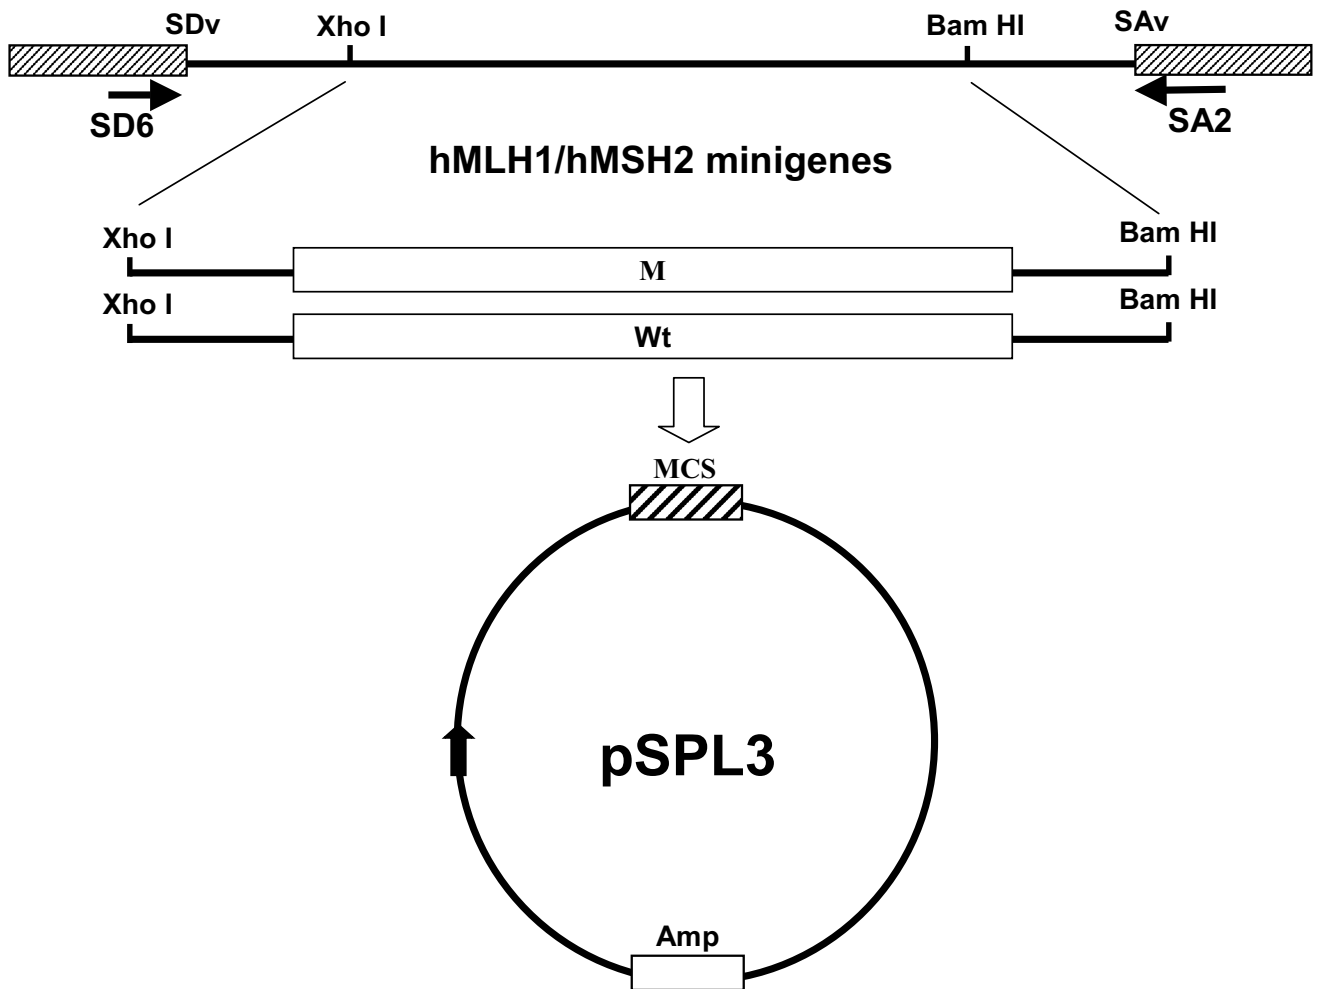 SDv
Xho I
Bam HI
SAv
SD6
SA2
hMLH1/hMSH2 minigenes
Xho I
Bam HI
M
Xho I
Bam HI
Wt
MCS
pSPL3
Amp